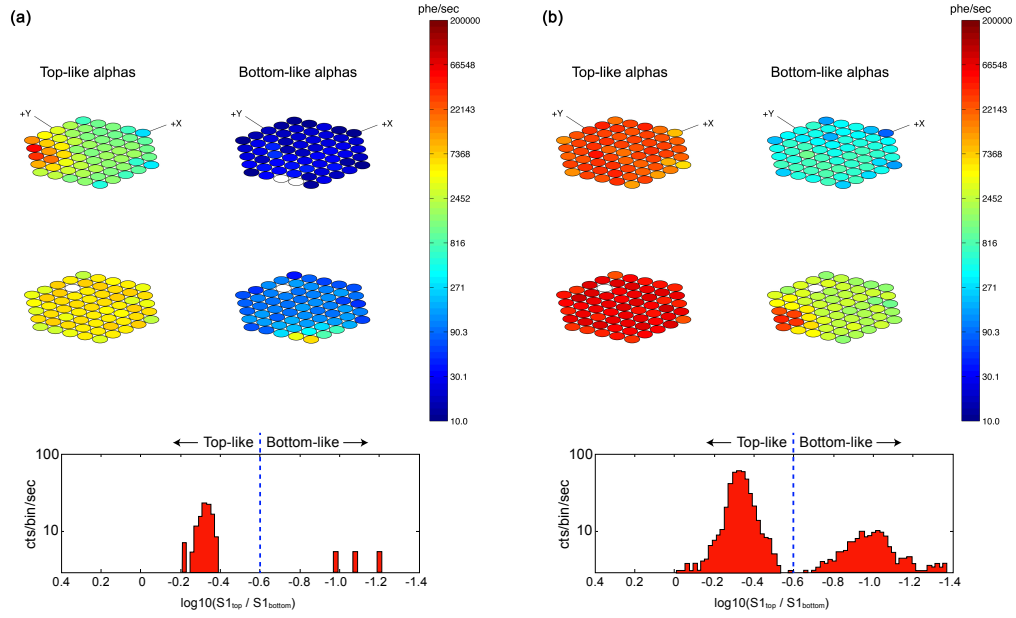 (a)
phe/sec
200000
66548
22143
7368
2452
816
271
90.3
30.1
10.0
Top-like alphas
Bottom-like alphas
+Y
+X
+Y
+X
Top-like
Bottom-like
100
10
cts/bin/sec
0.4
0.2
0
-0.2
-0.4
-0.6
-0.8
-1.0
-1.2
-1.4
log10(S1top / S1bottom)
(b)
phe/sec
200000
66548
22143
7368
2452
816
271
90.3
30.1
10.0
Top-like alphas
Bottom-like alphas
+Y
+X
+Y
+X
Top-like
Bottom-like
100
10
cts/bin/sec
0.4
0.2
0
-0.2
-0.4
-0.6
-0.8
-1.0
-1.2
-1.4
log10(S1top / S1bottom)